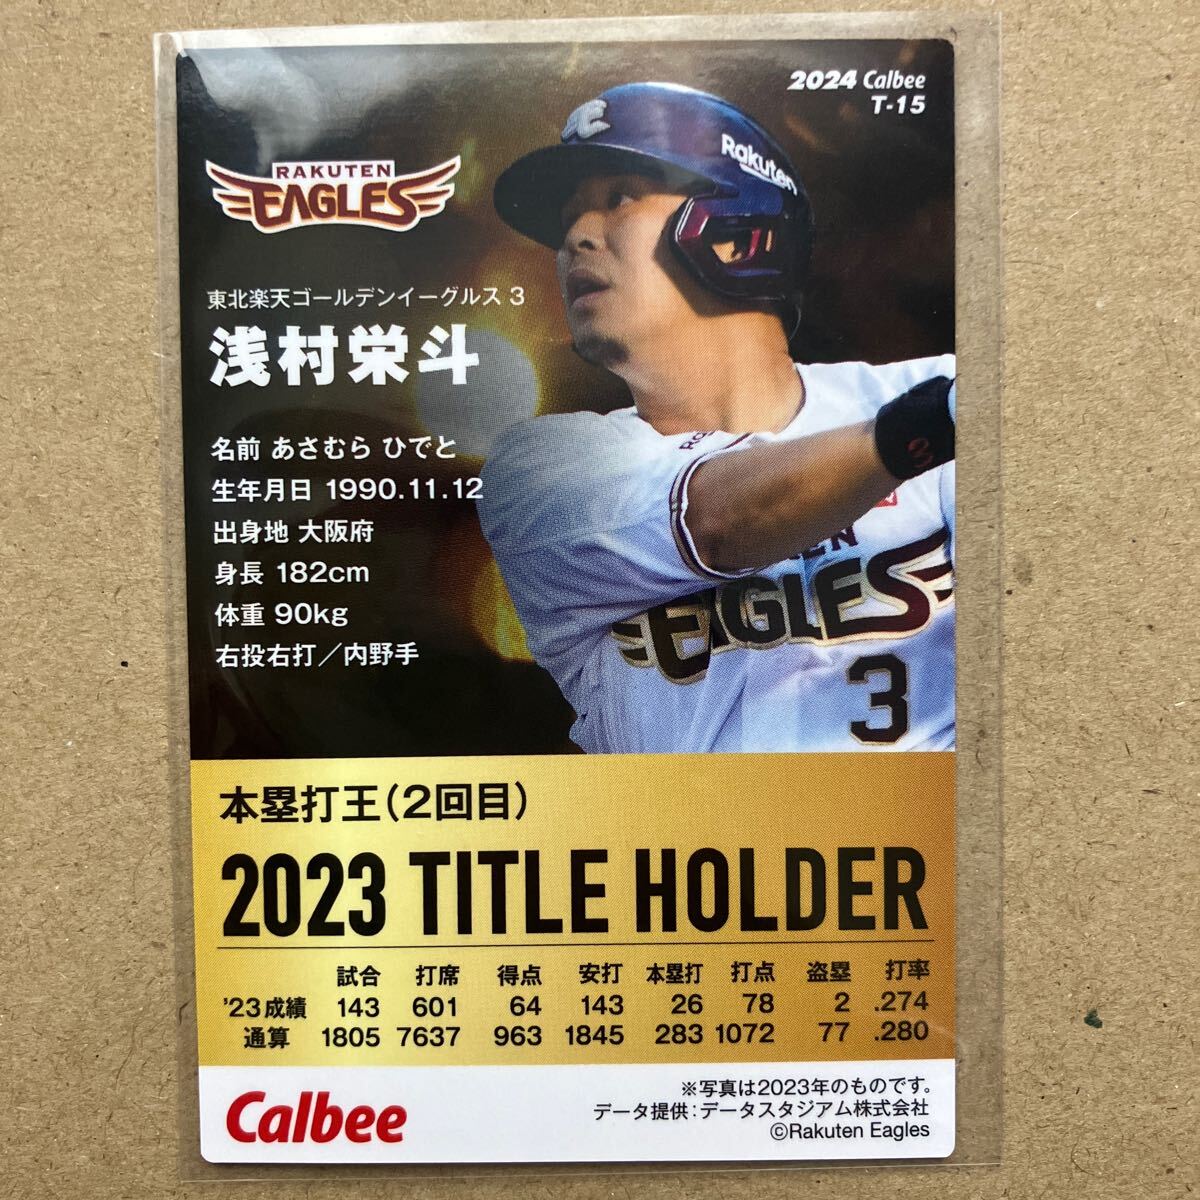 2024 Calbee
T-15
RAKUTEN
EAGLES
Rakuten
東北楽天ゴールデンイーグルス 3
浅村栄斗
名前 あさむら ひでと
生年月日 1990.11.12
出身地 大阪府
身長 182cm
体重 90kg
右投右打／内野手
3
EAGLES
3
本塁打王(2回目)
2023 TITLE HOLDER
試合 打席 得点 安打 本塁打 打点 盗塁 打率
'23成績 143 601 64 143 26 78 2 .274
通算 1805 7637 963 1845 283 1072 77 .280
Calbee
※写真は2023年のものです。
データ提供:データスタジアム株式会社
©Rakuten Eagles